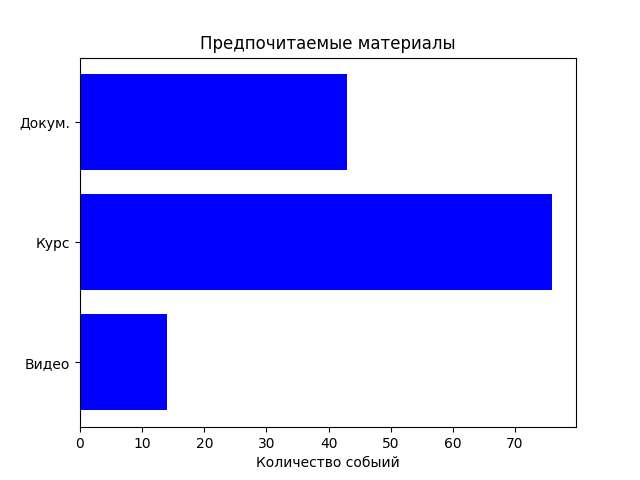 Предпочитаемые материалы
Докум.
Курс
Видео
0 10 20 30 40 50 60 70
Количество собыий